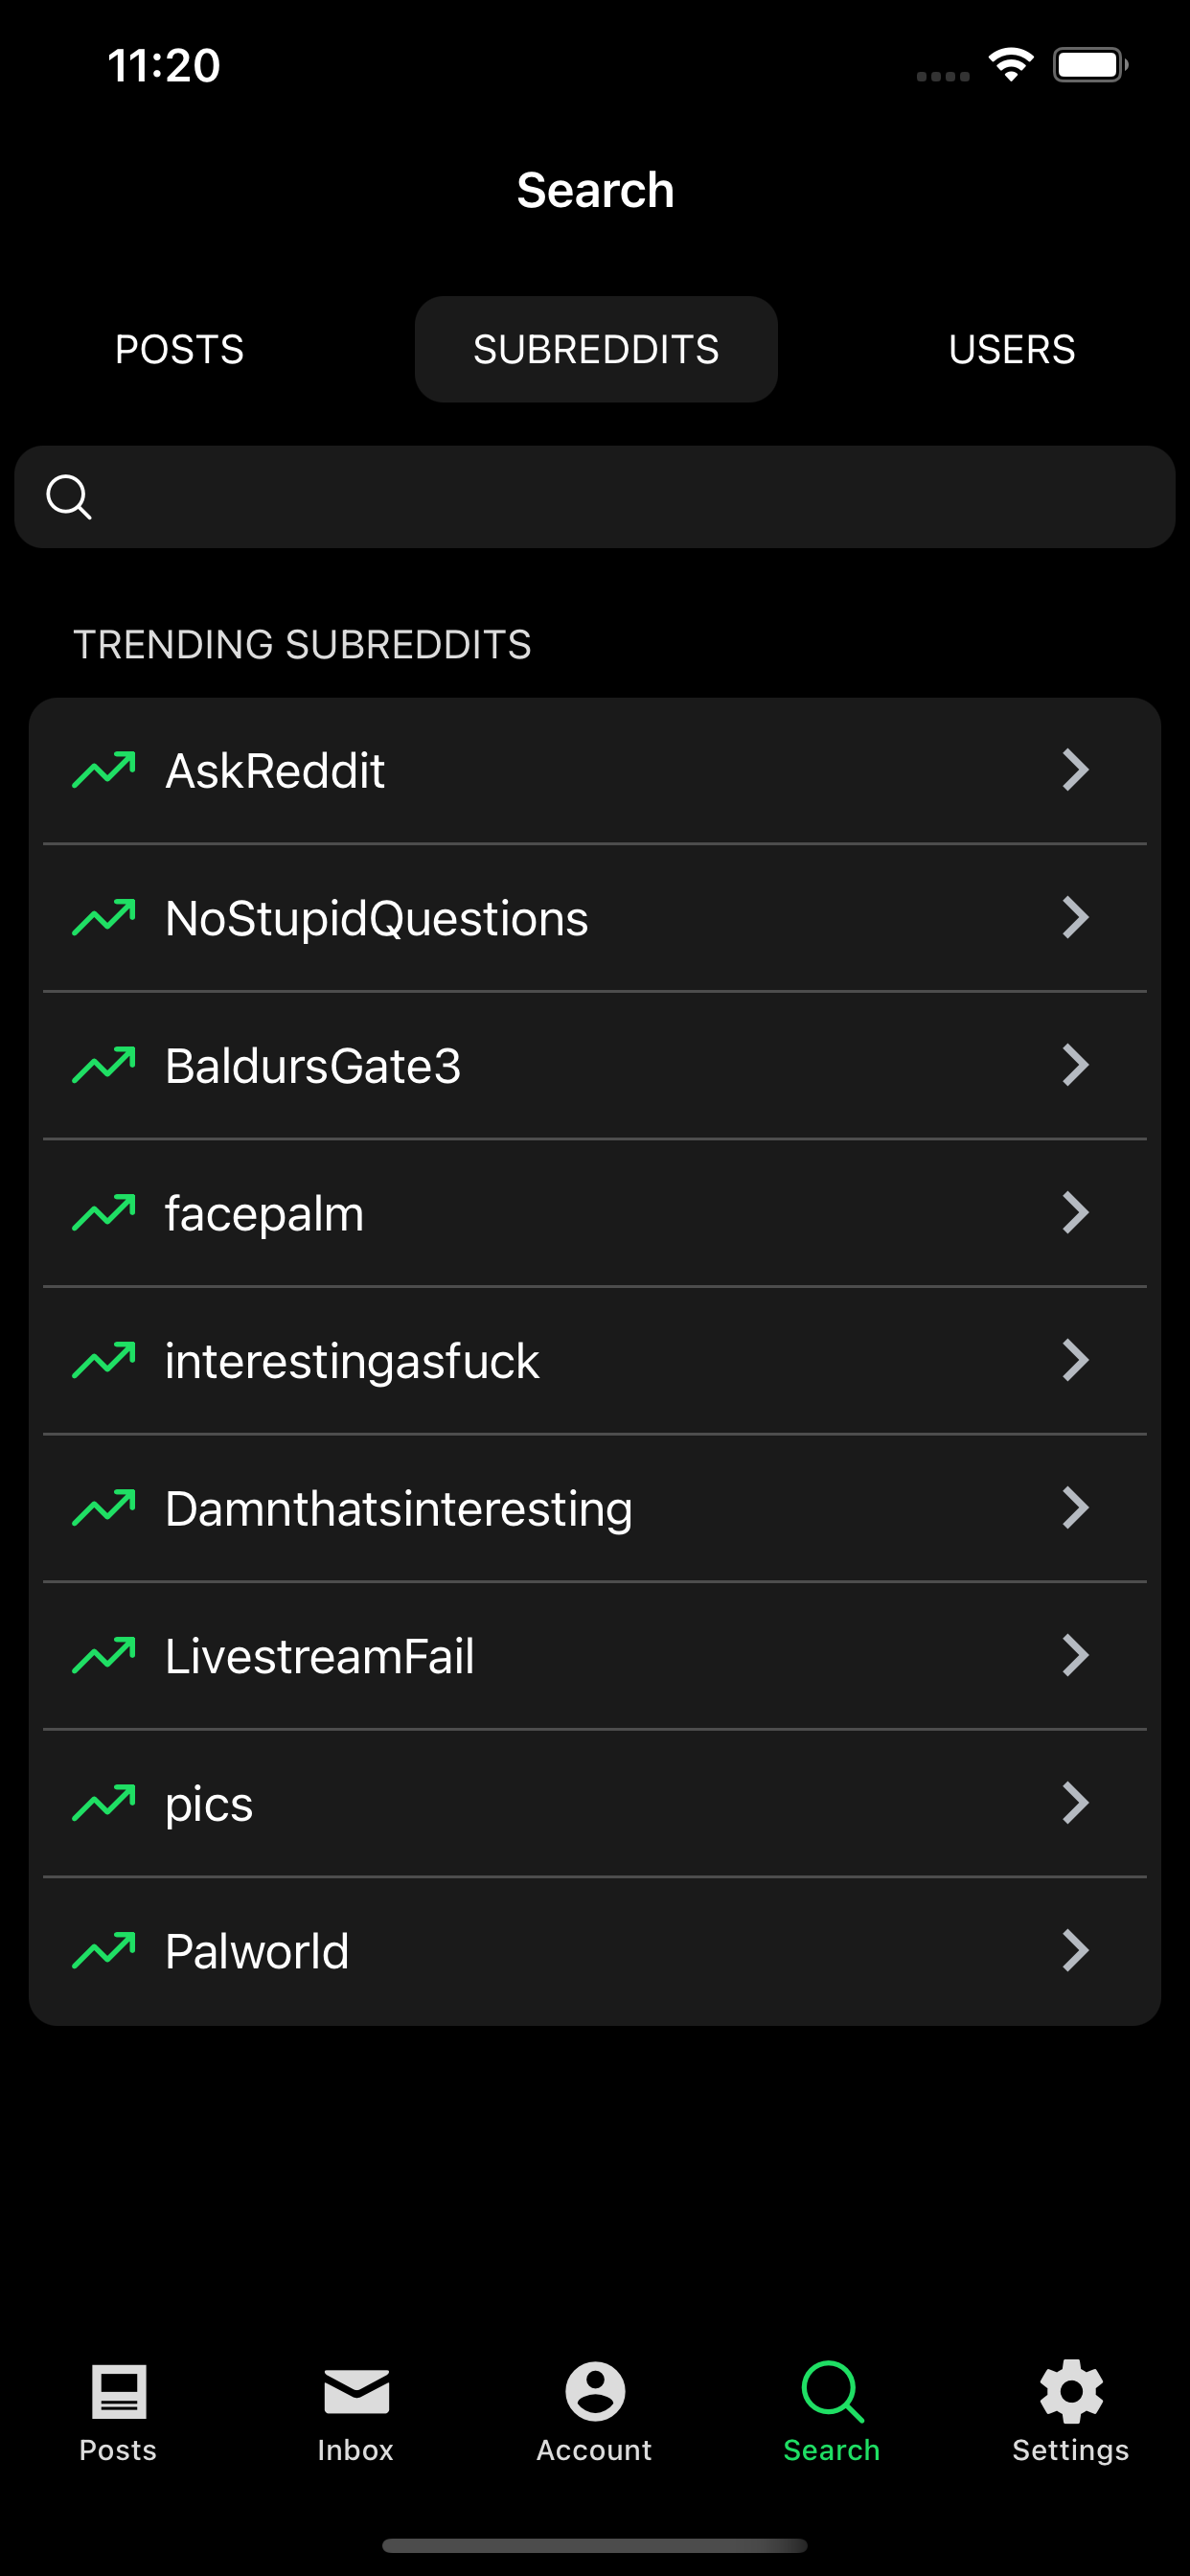 11:20
Search
POSTS SUBREDDITS USERS
TRENDING SUBREDDITS
AskReddit
NoStupidQuestions
BaldursGate3
facepalm
interestingasfuck
Damnthatsinteresting
LivestreamFail
pics
Palworld
Posts Inbox Account Search Settings